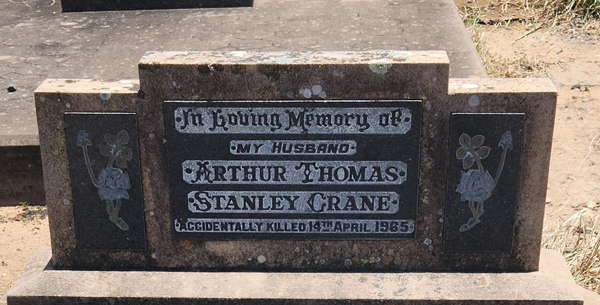 In Loving Memory of
MY HUSBAND
ARTHUR THOMAS
STANLEY CRANE
ACCIDENTALLY KILLED 14TH APRIL 1965